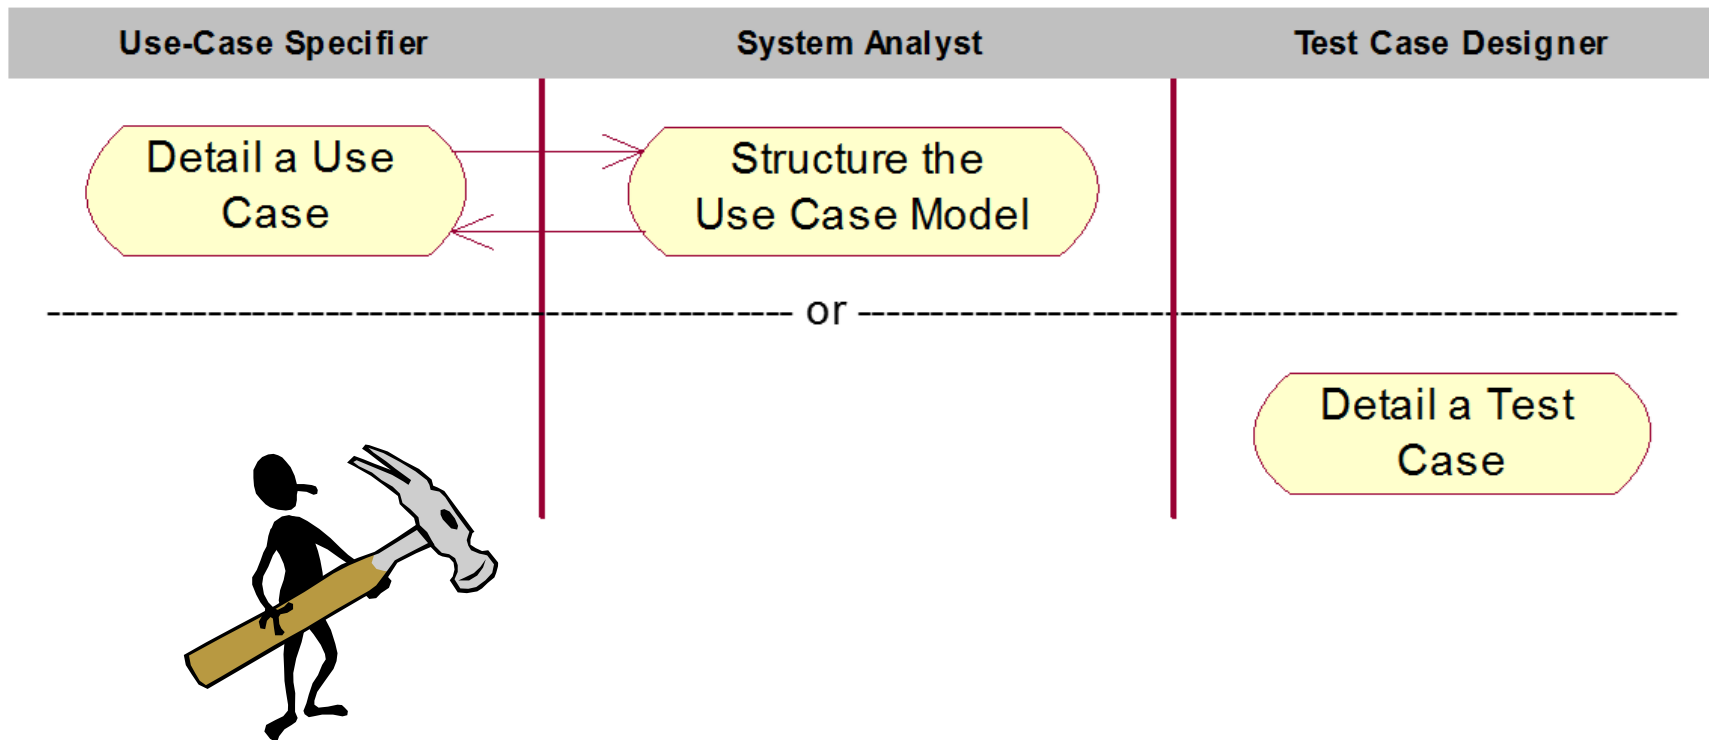 Use-Case Specifier
System Analyst
Test Case Designer
Detail a Use
Case
Structure the
Use Case Model
or
Detail a Test
Case